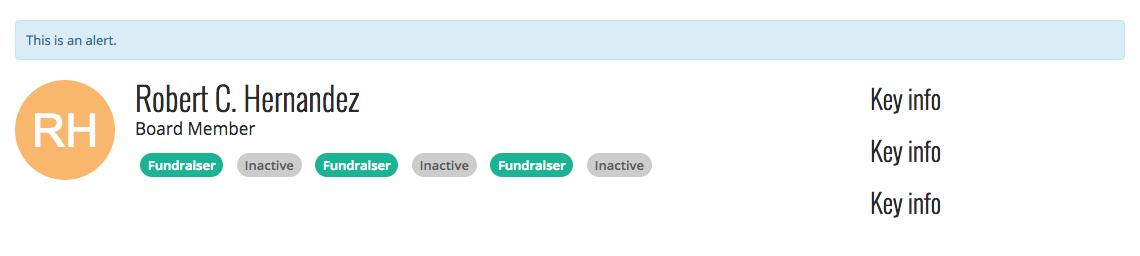 This is an alert.
RH
Robert C. Hernandez
Board Member
Fundraiser Inactive Fundraiser Inactive Fundraiser Inactive
Key info
Key info
Key info